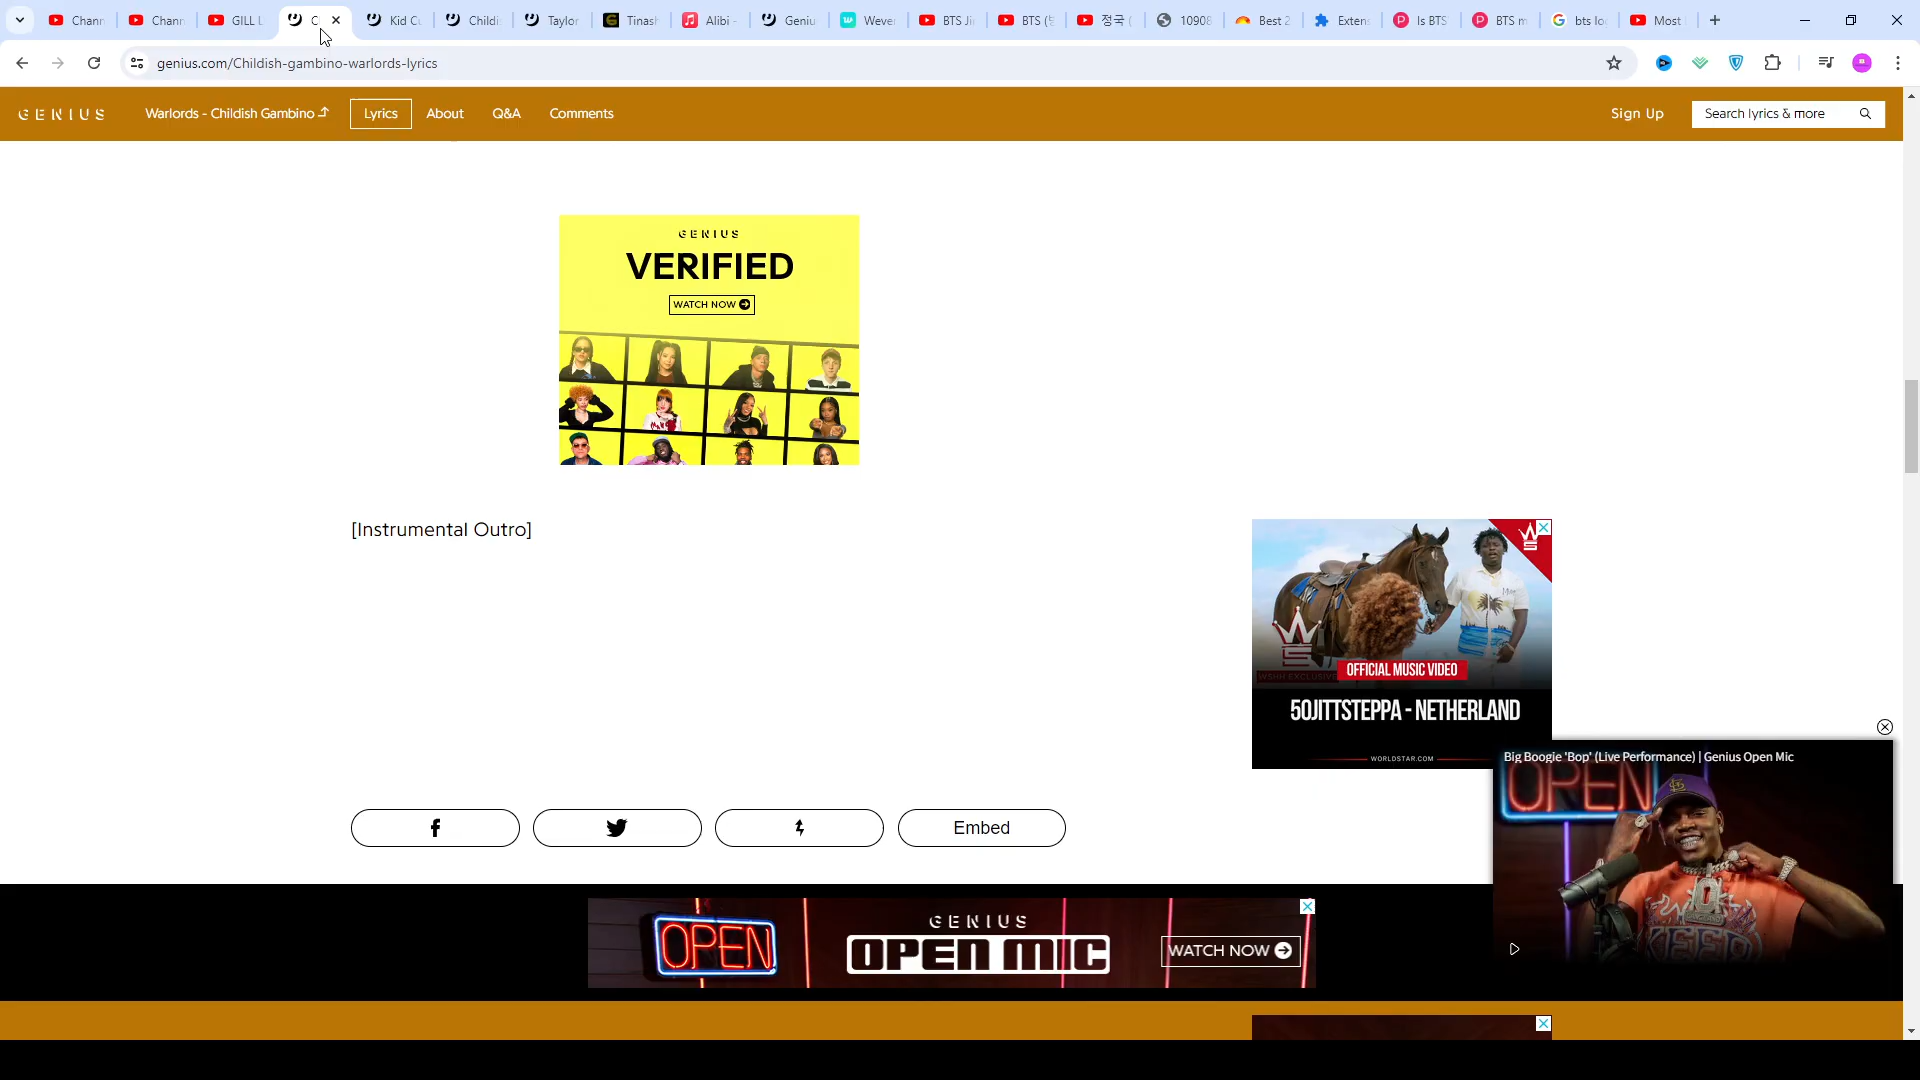 Chann
Chann
GILL L
C
Kid Cu
Childi
Taylor
Tinash
Alibi -
Geniu
Wever
BTS Ji
BTS (
정국 (
10908
Best 2
Extens
Is BTS'
BTS m
bts lo
Most
genius.com/Childish-gambino-warlords-lyrics
GENIUS
Warlords - Childish Gambino
Lyrics
About
Q&A
Comments
Sign Up
Search lyrics & more
GENIUS
VERIFIED
WATCH NOW
[Instrumental Outro]
OFFICIAL MUSIC VIDEO
50JITTSTEPPA - NETHERLAND
WORLDSTAR.COM
Big Boogie 'Bop' (Live Performance) | Genius Open Mic
OPEN
Embed
OPEN
GENIUS
OPEN MIC
WATCH NOW